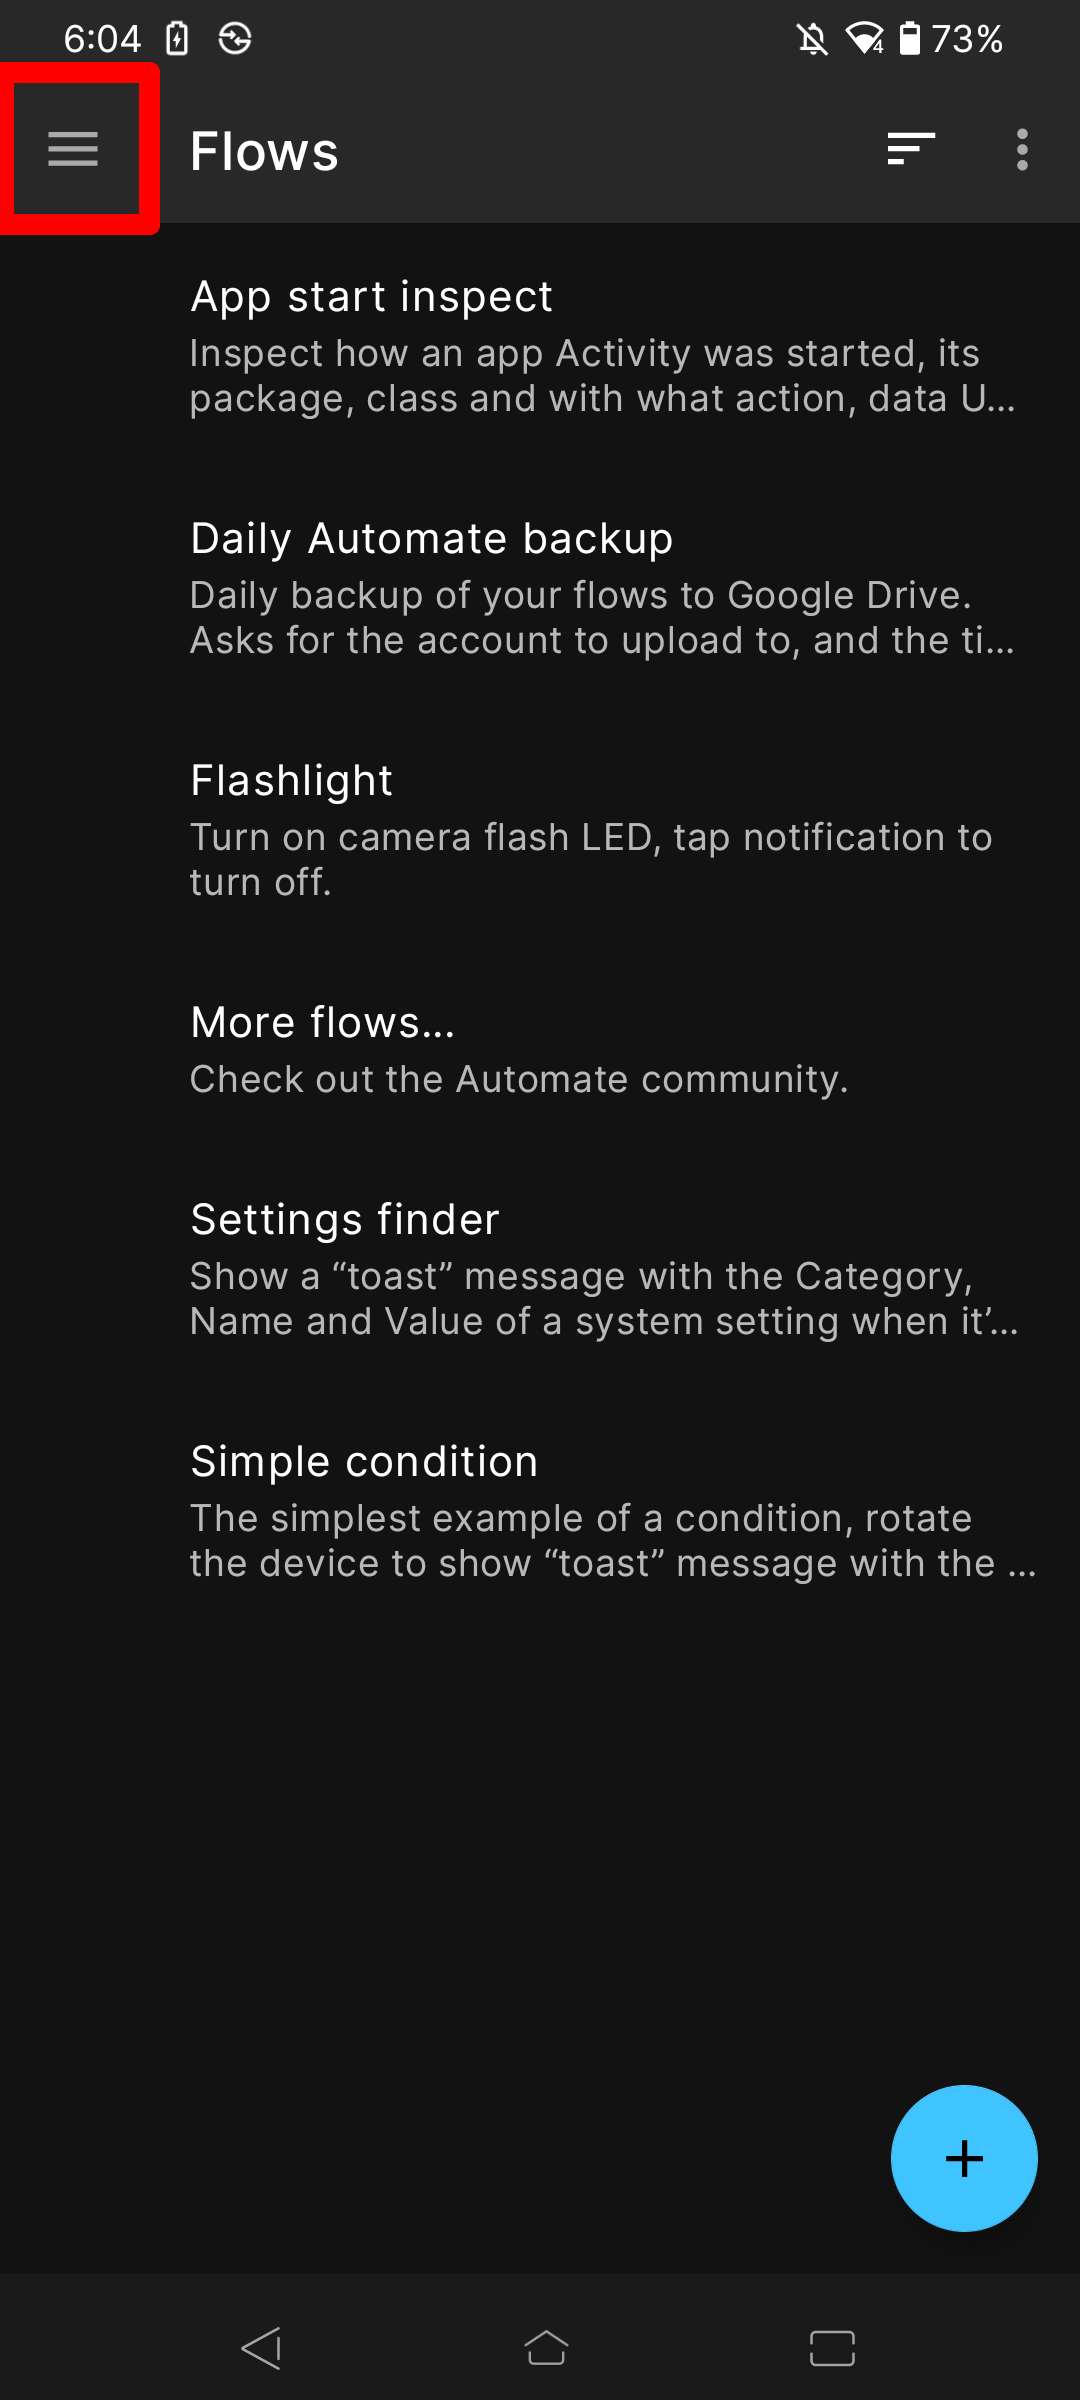 6:04 73%
Flows
App start inspect
Inspect how an app Activity was started, its
package, class and with what action, data U...
Daily Automate backup
Daily backup of your flows to Google Drive.
Asks for the account to upload to, and the ti...
Flashlight
Turn on camera flash LED, tap notification to
turn off.
More flows...
Check out the Automate community.
Settings finder
Show a “toast” message with the Category,
Name and Value of a system setting when it’...
Simple condition
The simplest example of a condition, rotate
the device to show “toast” message with the ...